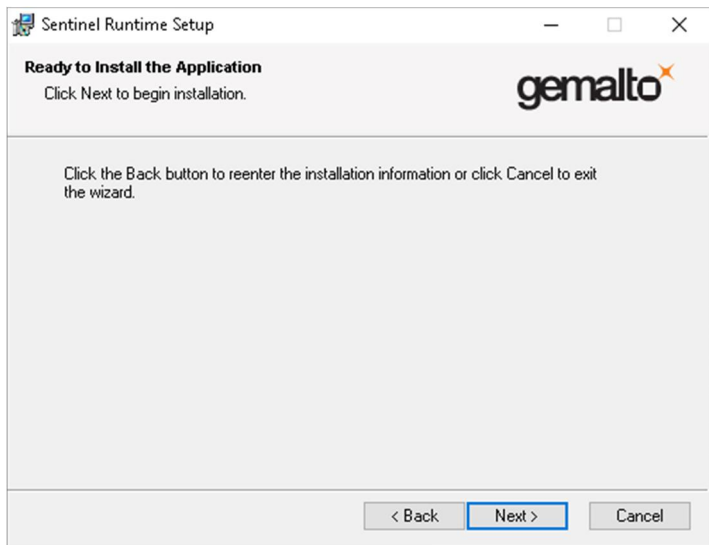 Sentinel Runtime Setup
Ready to Install the Application
Click Next to begin installation.
gemalto
Click the Back button to reenter the installation information or click Cancel to exit
the wizard.
< Back
Next >
Cancel